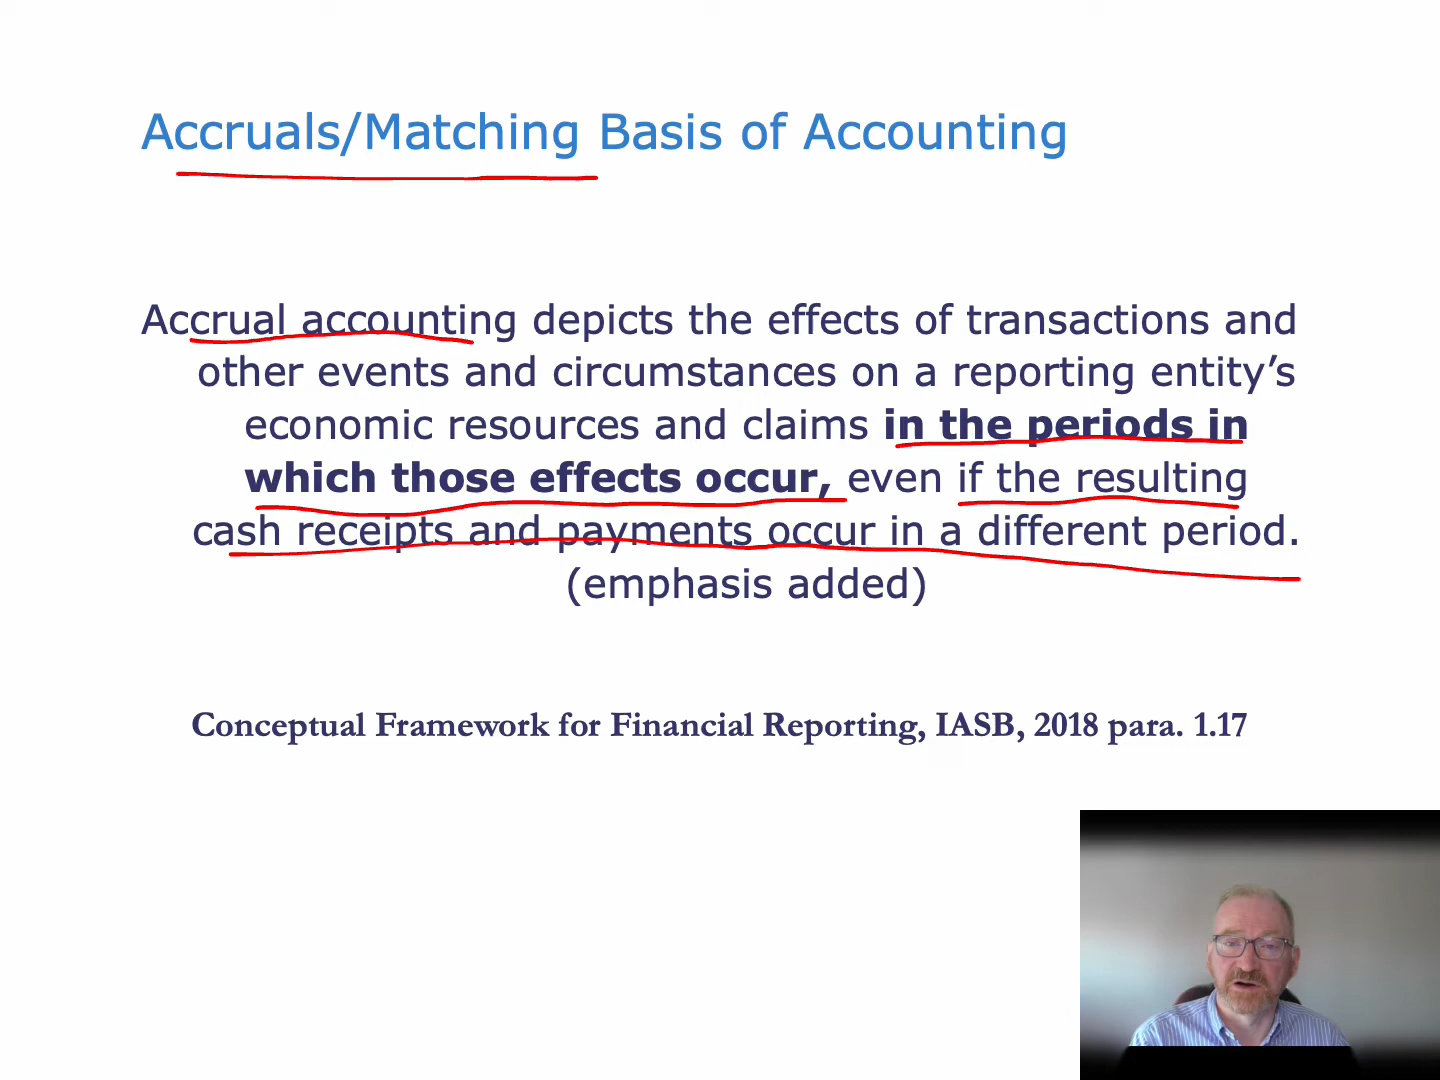 Accruals/Matching Basis of Accounting
Accrual accounting depicts the effects of transactions and
other events and circumstances on a reporting entity’s
economic resources and claims in the periods in
which those effects occur, even if the resulting
cash receipts and payments occur in a different period.
(emphasis added)
Conceptual Framework for Financial Reporting, IASB, 2018 para. 1.17